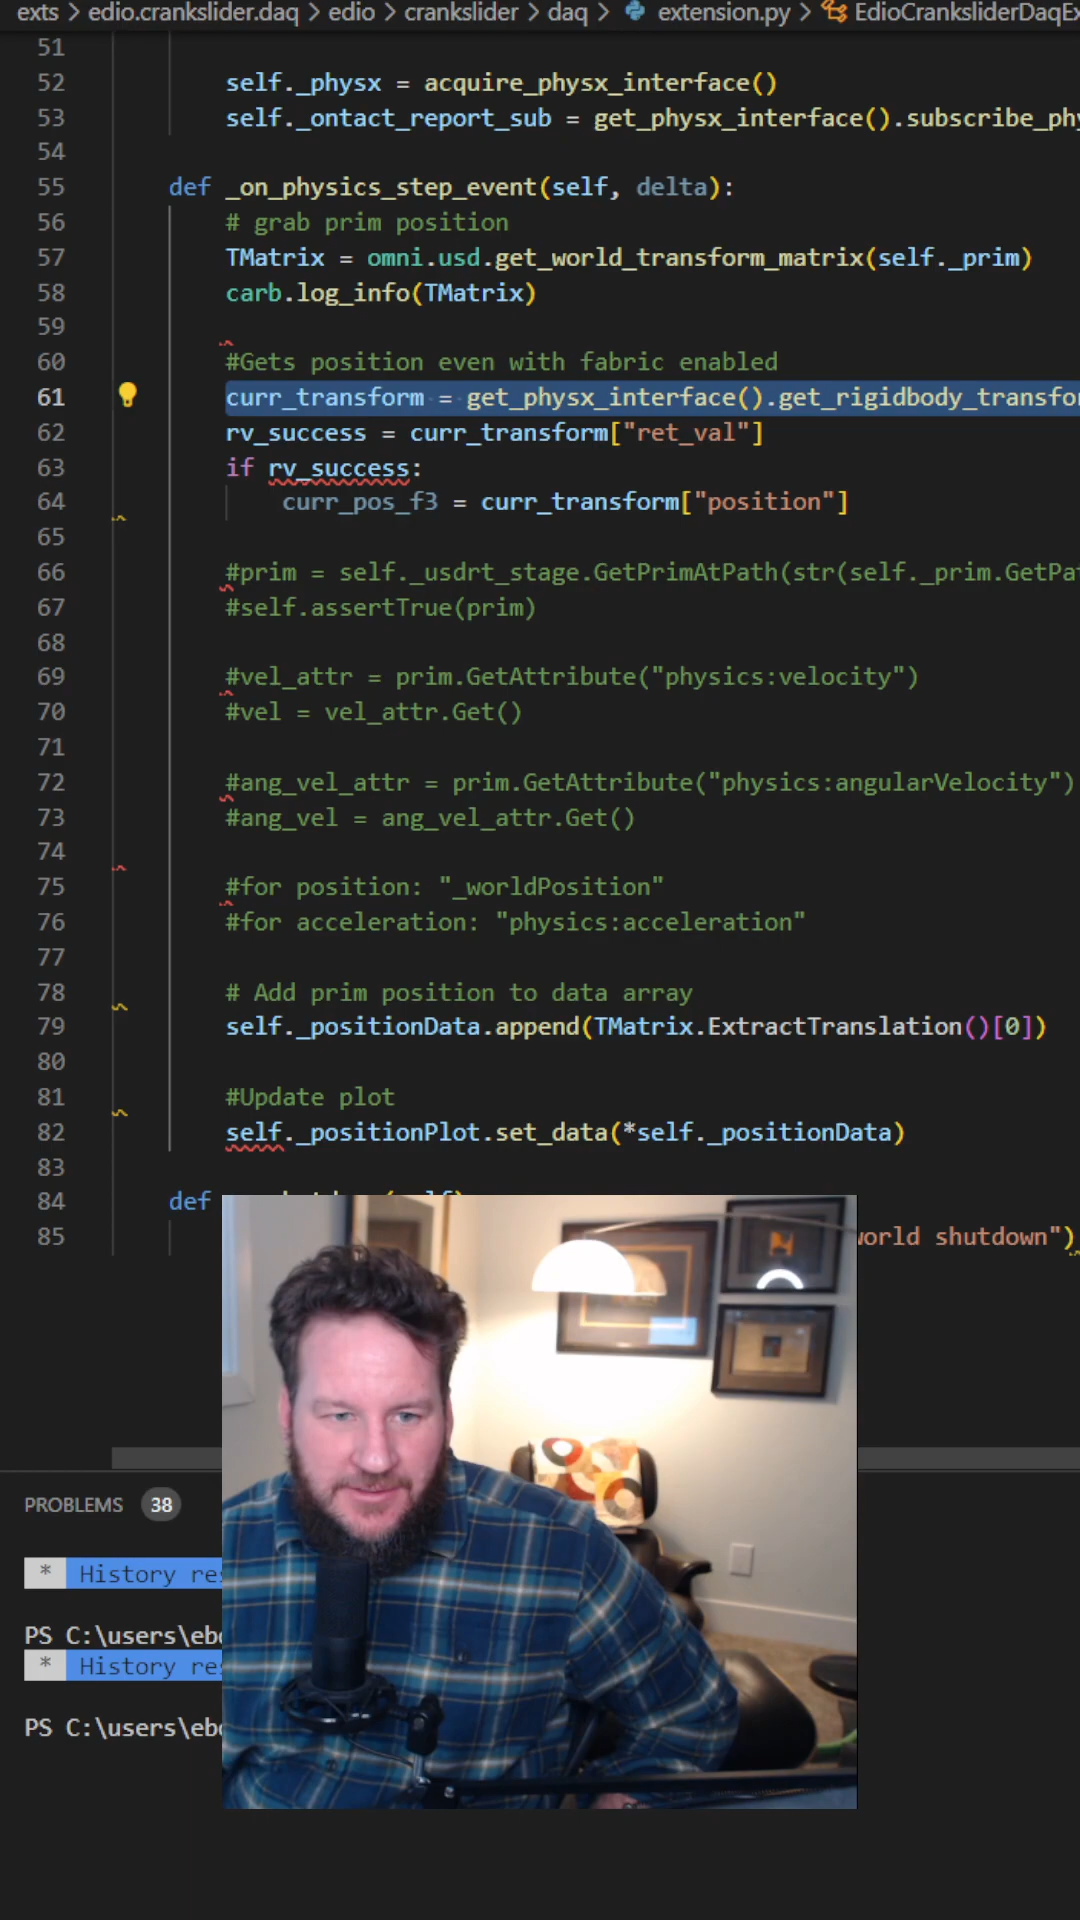 exts > edio.crankslider.daq > edio > crankslider > daq > extension.py > EdioCranksliderDaqEx
51
52 self._physx = acquire_physx_interface()
53 self._ontact_report_sub = get_physx_interface().subscribe_phy
54
55 def _on_physics_step_event(self, delta):
56 # grab prim position
57 TMatrix = omni.usd.get_world_transform_matrix(self._prim)
58 carb.log_info(TMatrix)
59
60 #Gets position even with fabric enabled
61 curr_transform = get_physx_interface().get_rigidbody_transfor
62 rv_success = curr_transform["ret_val"]
63 if rv_success:
64 curr_pos_f3 = curr_transform["position"]
65
66 #prim = self._usdrt_stage.GetPrimAtPath(str(self._prim.GetPat
67 #self.assertTrue(prim)
68
69 #vel_attr = prim.GetAttribute("physics:velocity")
70 #vel = vel_attr.Get()
71
72 #ang_vel_attr = prim.GetAttribute("physics:angularVelocity")
73 #ang_vel = ang_vel_attr.Get()
74
75 #for position: "_worldPosition"
76 #for acceleration: "physics:acceleration"
77
78 # Add prim position to data array
79 self._positionData.append(TMatrix.ExtractTranslation()[0])
80
81 #Update plot
82 self._positionPlot.set_data(*self._positionData)
83
84 def
85 world shutdown")
PROBLEMS 38
* History res
PS C:\users\ebo
* History res
PS C:\users\ebo